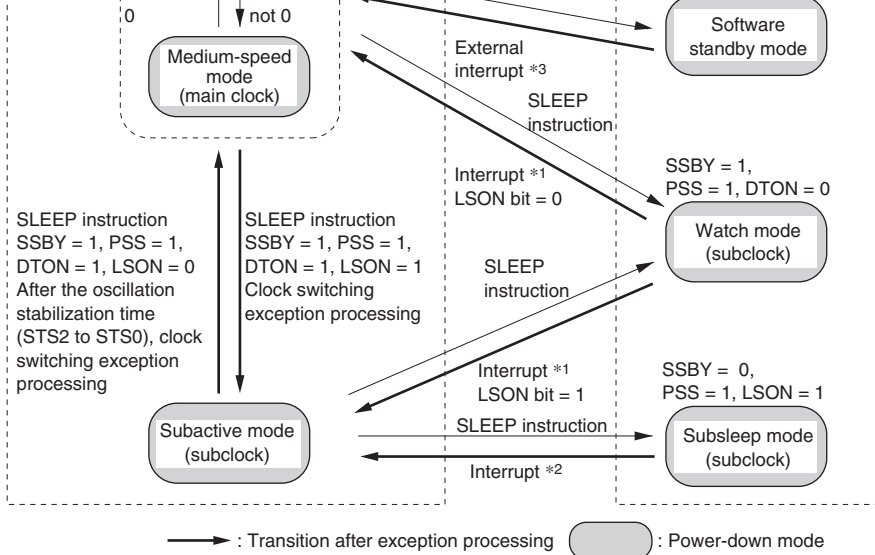 0
not 0
Medium-speed
mode
(main clock)
Software
standby mode
External
interrupt *3
SLEEP
instruction
Interrupt *1
LSON bit = 0
SSBY = 1,
PSS = 1, DTON = 0
Watch mode
(subclock)
SLEEP instruction
SSBY = 1, PSS = 1,
DTON = 1, LSON = 0
After the oscillation
stabilization time
(STS2 to STS0), clock
switching exception
processing
SLEEP instruction
SSBY = 1, PSS = 1,
DTON = 1, LSON = 1
Clock switching
exception processing
SLEEP
instruction
Interrupt *1
LSON bit = 1
SSBY = 0,
PSS = 1, LSON = 1
Subactive mode
(subclock)
SLEEP instruction
Interrupt *2
Subsleep mode
(subclock)
: Transition after exception processing
: Power-down mode